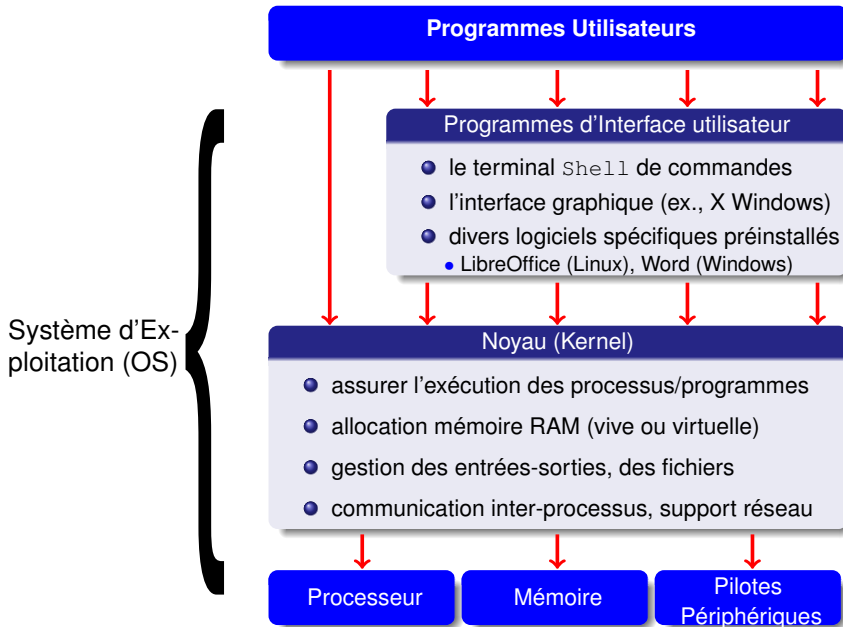 Programmes Utilisateurs
Programmes d'Interface utilisateur
le terminal Shell de commandes
l'interface graphique (ex., X Windows)
divers logiciels spécifiques préinstallés
LibreOffice (Linux), Word (Windows)
Système d'Ex-
ploitation (OS)
Noyau (Kernel)
assurer l'exécution des processus/programmes
allocation mémoire RAM (vive ou virtuelle)
gestion des entrées-sorties, des fichiers
communication inter-processus, support réseau
Processeur
Mémoire
Pilotes
Périphériques